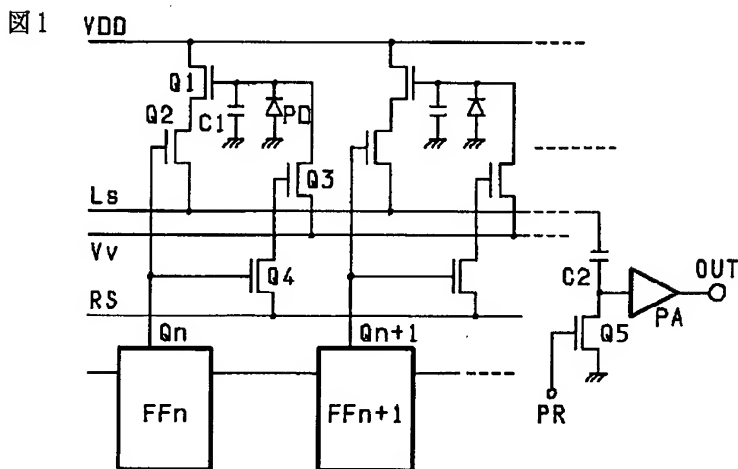 図1
VDD
Q1
Q2
C1
PD
Q3
Ls
Vv
Q4
C2
OUT
RS
PA
Qn
Qn+1
Q5
FFn
FFn+1
PR